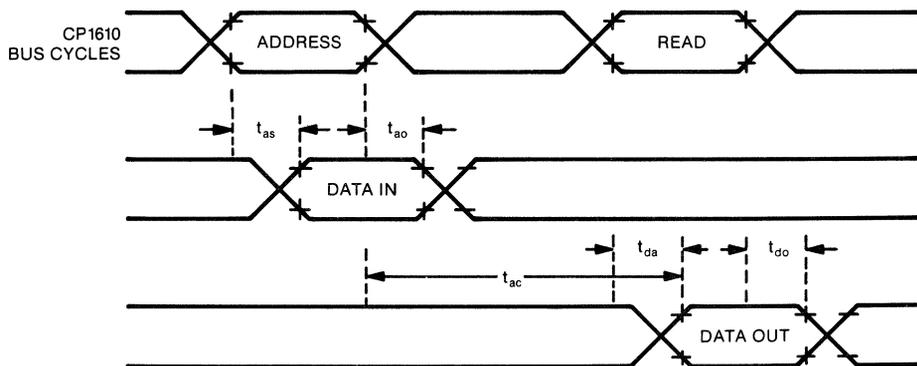 CP1610
BUS CYCLES
ADDRESS
READ
tas
tao
DATA IN
tda
tdo
tac
DATA OUT